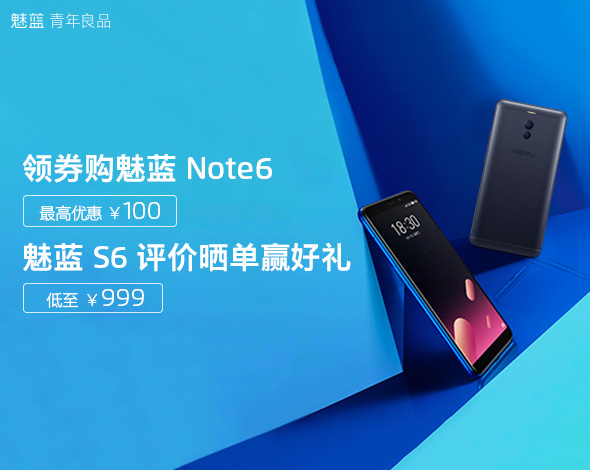 魅蓝 青年良品
领券购魅蓝 Note6
最高优惠 ￥100
魅蓝 S6 评价晒单赢好礼
低至 ￥999
18:30
MEIZU